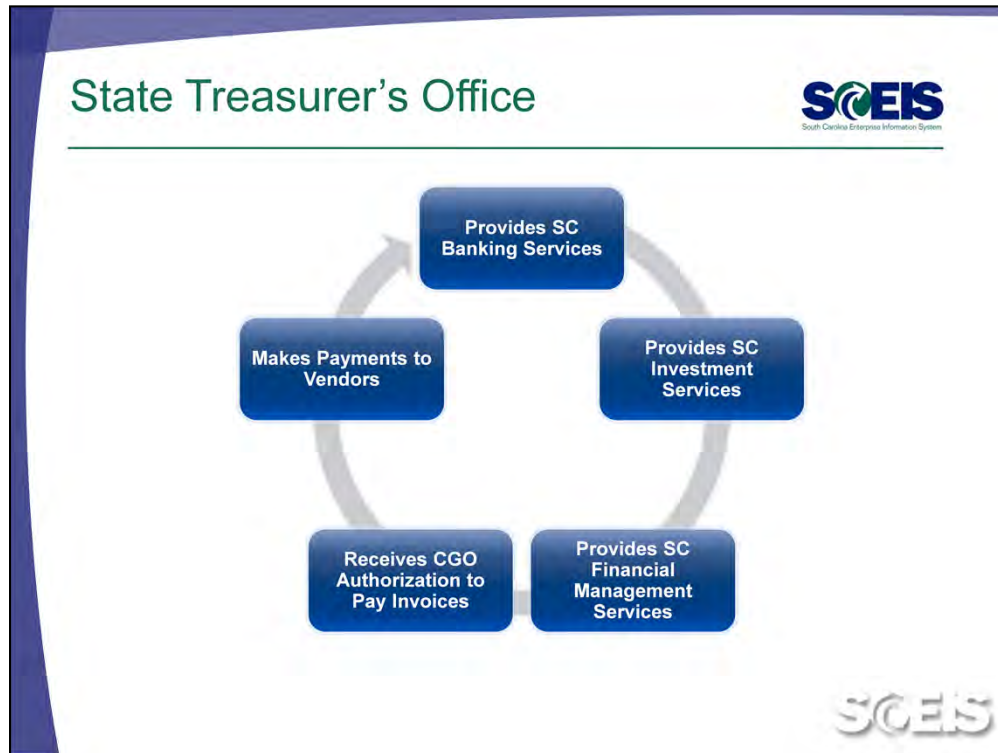 State Treasurer's Office
SCEIS
South Carolina Enterprise Information System
Provides SC
Banking Services
Provides SC
Investment
Services
Provides SC
Financial
Management
Services
Receives CGO
Authorization to
Pay Invoices
Makes Payments to
Vendors
SCEIS